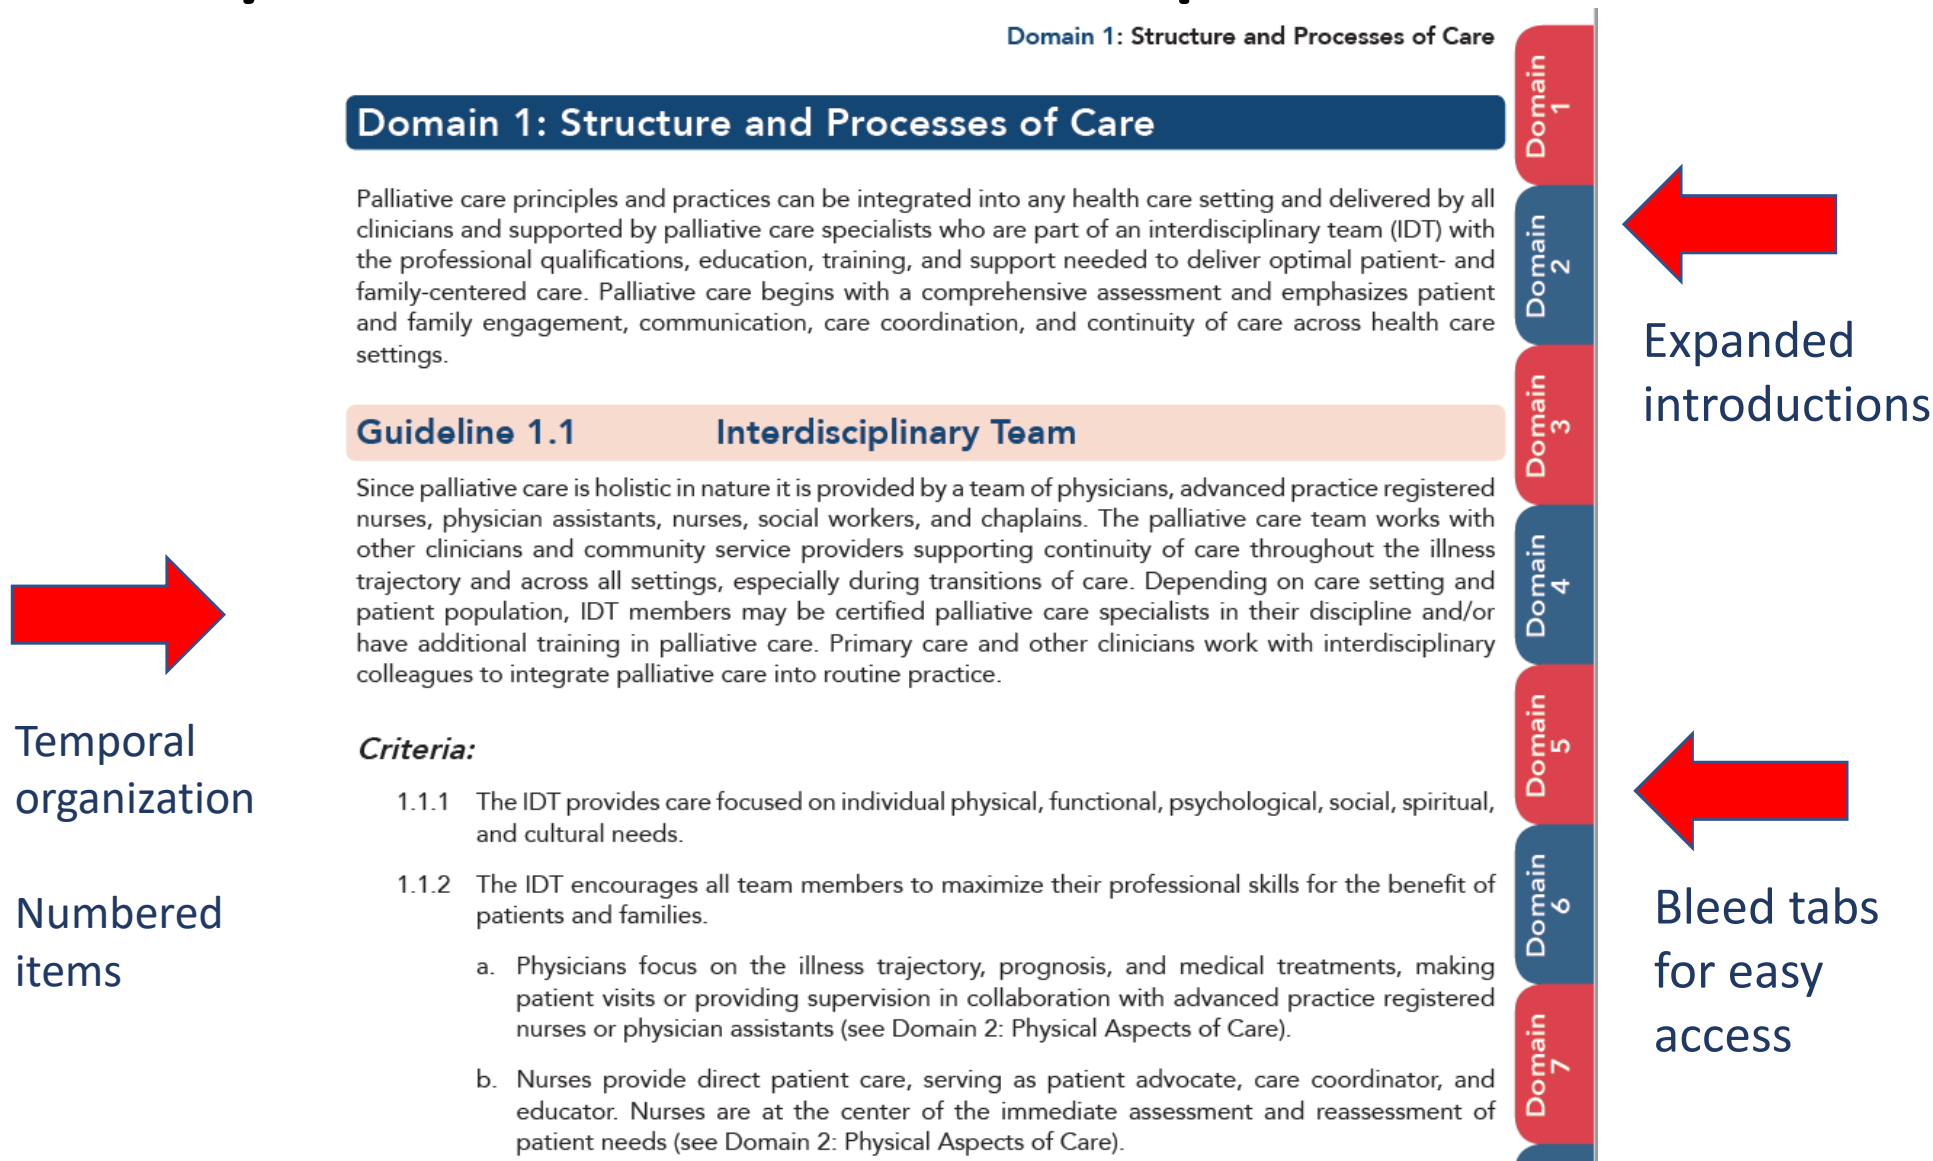 Domain 1: Structure and Processes of Care
Domain 1: Structure and Processes of Care
Palliative care principles and practices can be integrated into any health care setting and delivered by all
clinicians and supported by palliative care specialists who are part of an interdisciplinary team (IDT) with
the professional qualifications, education, training, and support needed to deliver optimal patient- and
family-centered care. Palliative care begins with a comprehensive assessment and emphasizes patient
and family engagement, communication, care coordination, and continuity of care across health care
settings.
Guideline 1.1 Interdisciplinary Team
Since palliative care is holistic in nature it is provided by a team of physicians, advanced practice registered
nurses, physician assistants, nurses, social workers, and chaplains. The palliative care team works with
other clinicians and community service providers supporting continuity of care throughout the illness
trajectory and across all settings, especially during transitions of care. Depending on care setting and
patient population, IDT members may be certified palliative care specialists in their discipline and/or
have additional training in palliative care. Primary care and other clinicians work with interdisciplinary
colleagues to integrate palliative care into routine practice.
Criteria:
1.1.1 The IDT provides care focused on individual physical, functional, psychological, social, spiritual,
and cultural needs.
1.1.2 The IDT encourages all team members to maximize their professional skills for the benefit of
patients and families.
a. Physicians focus on the illness trajectory, prognosis, and medical treatments, making
patient visits or providing supervision in collaboration with advanced practice registered
nurses or physician assistants (see Domain 2: Physical Aspects of Care).
b. Nurses provide direct patient care, serving as patient advocate, care coordinator, and
educator. Nurses are at the center of the immediate assessment and reassessment of
patient needs (see Domain 2: Physical Aspects of Care).
Domain
1
Domain
2
Domain
3
Domain
4
Domain
5
Domain
6
Domain
7
Temporal
organization
Numbered
items
Expanded
introductions
Bleed tabs
for easy
access